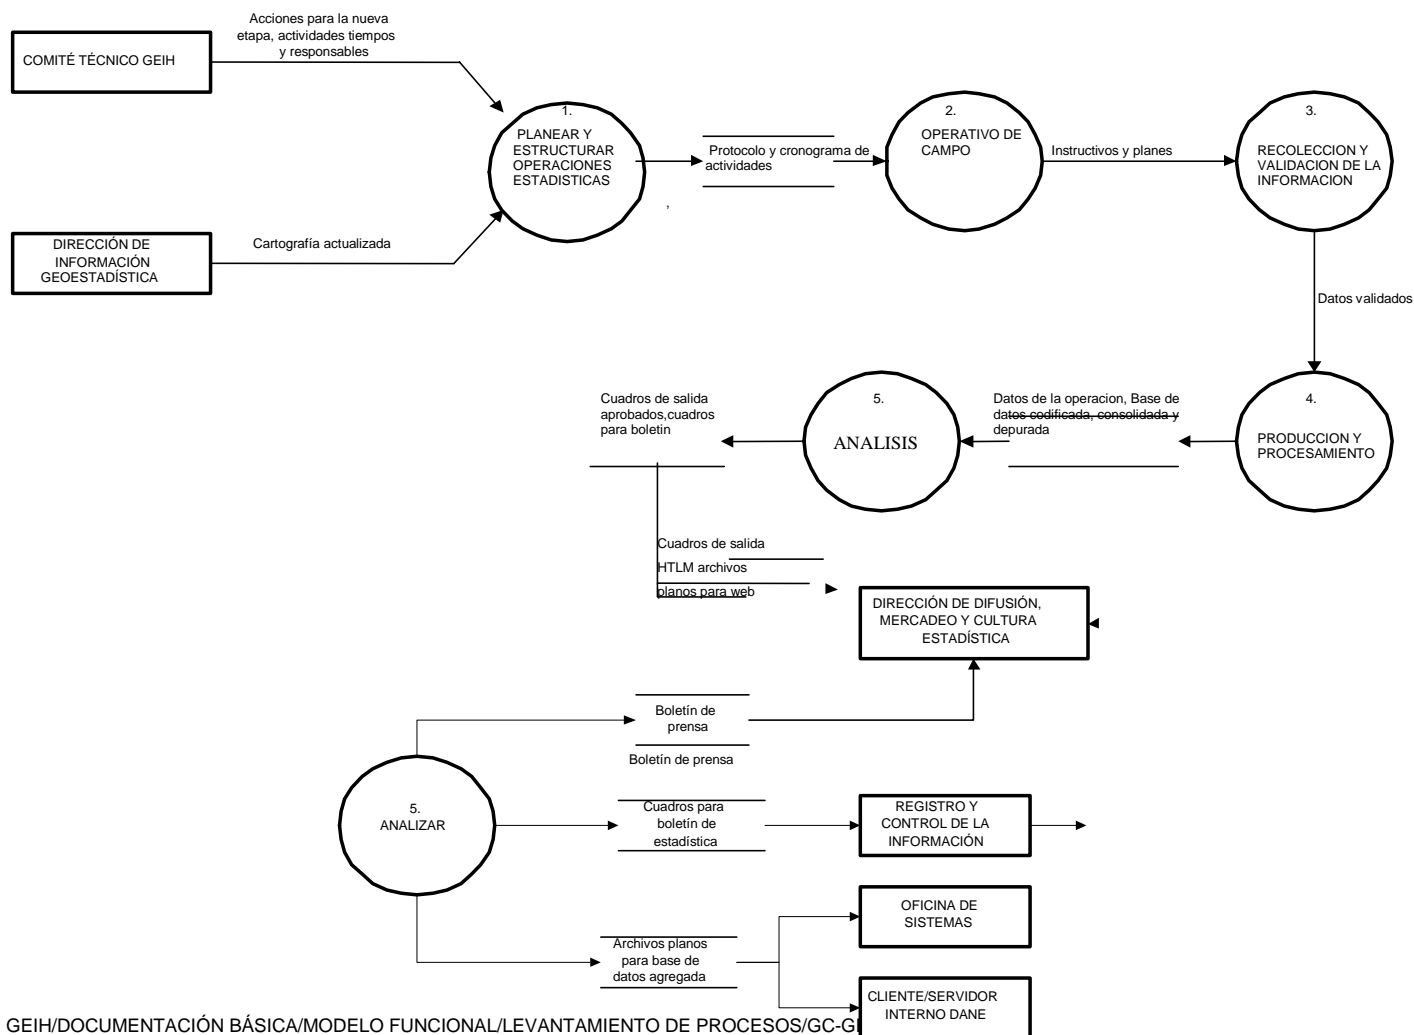 Acciones para la nueva
etapa, actividades tiempos
y responsables
COMITÉ TÉCNICO GEIH
1.
PLANEAR Y
ESTRUCTURAR
OPERACIONES
ESTADISTICAS
Protocolo y cronograma de
actividades
,
2.
OPERATIVO DE
CAMPO
Instructivos y planes
3.
RECOLECCION Y
VALIDACION DE LA
INFORMACION
DIRECCIÓN DE
INFORMACIÓN
GEOESTADÍSTICA
Cartografía actualizada
Datos validados
Cuadros de salida
aprobados,cuadros
para boletin
5.
ANALISIS
Datos de la operacion, Base de
datos codificada, consolidada y
depurada
4.
PRODUCCION Y
PROCESAMIENTO
Cuadros de salida
HTLM archivos
planos para web
DIRECCIÓN DE DIFUSIÓN,
MERCADEO Y CULTURA
ESTADÍSTICA
Boletín de
prensa
Boletín de prensa
5.
ANALIZAR
Cuadros para
boletín de
estadística
REGISTRO Y
CONTROL DE LA
INFORMACIÓN
OFICINA DE
SISTEMAS
Archivos planos
para base de
datos agregada
CLIENTE/SERVIDOR
INTERNO DANE
GEIH/DOCUMENTACIÓN BÁSICA/MODELO FUNCIONAL/LEVANTAMIENTO DE PROCESOS/GC-G